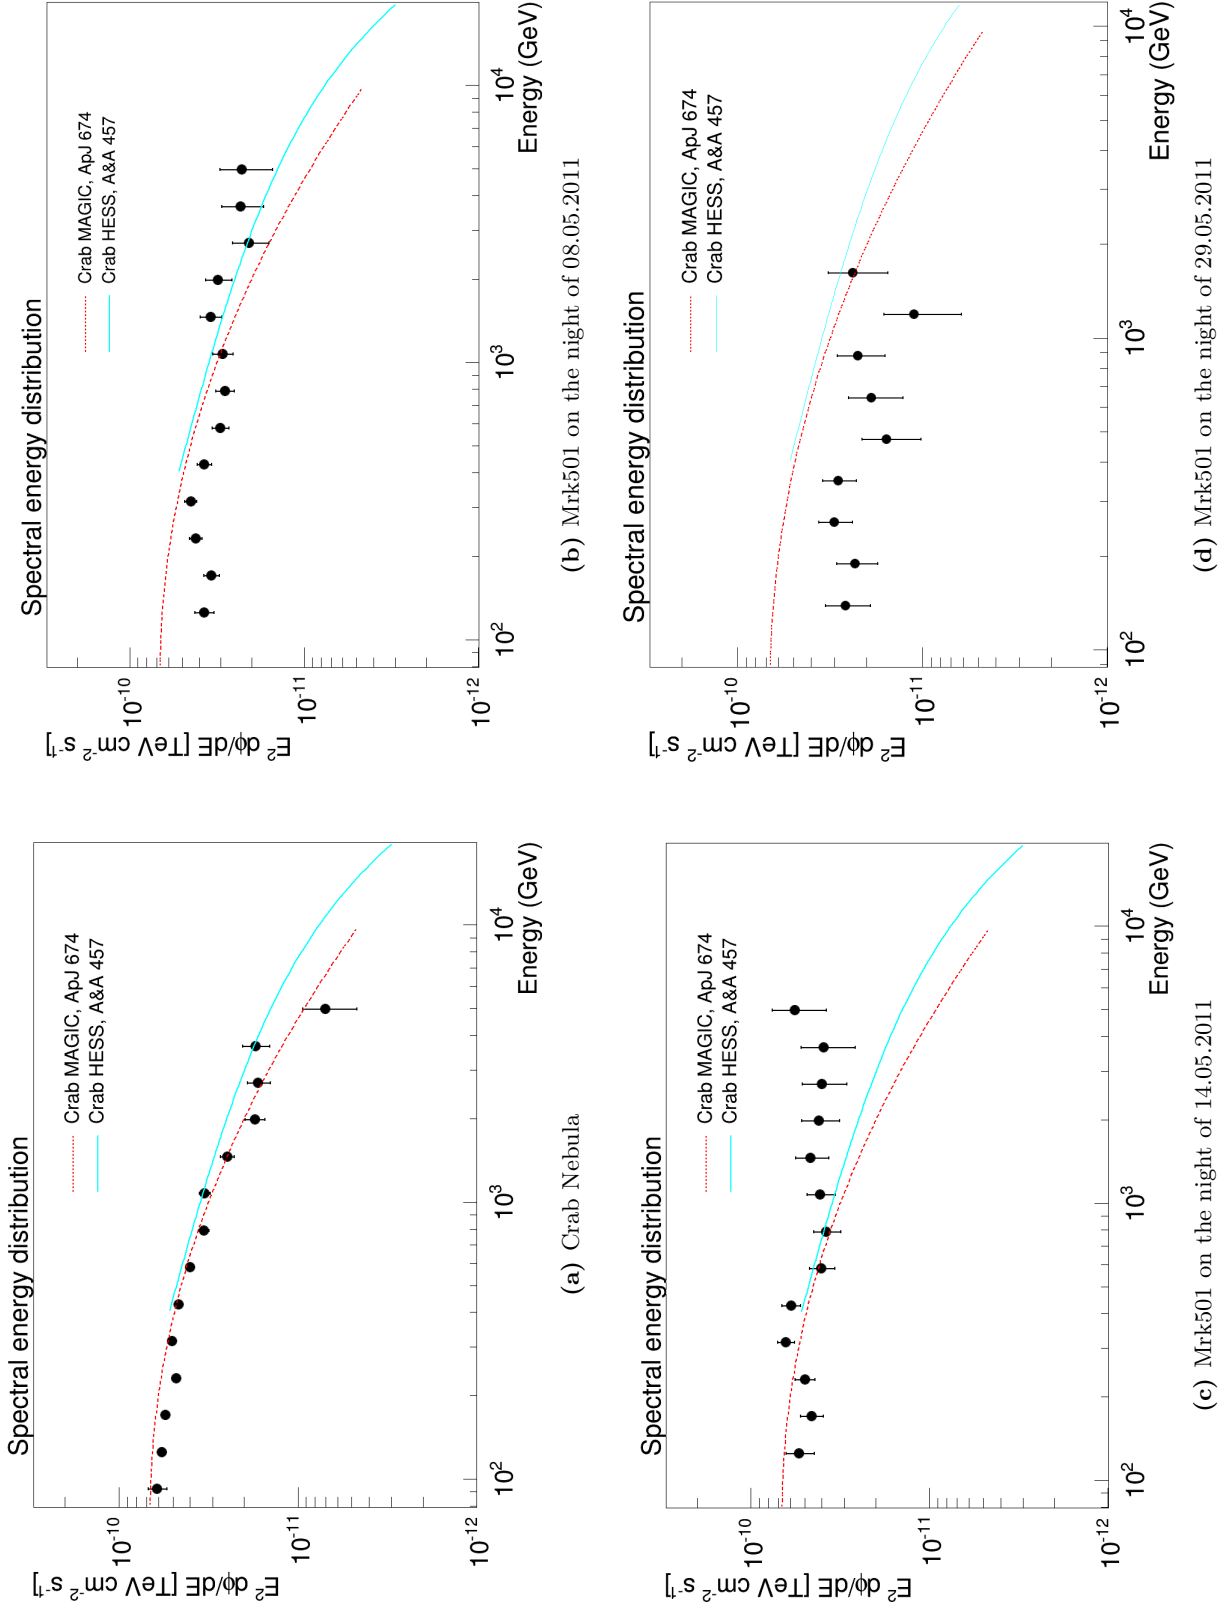 Spectral energy distribution
Crab MAGIC, ApJ 674
Crab HESS, A&A 457
E² dφ/dE [TeV cm⁻² s⁻¹]
10⁻¹⁰
10⁻¹¹
10⁻¹²
10² 10³ 10⁴
Energy (GeV)
(a) Crab Nebula
Spectral energy distribution
Crab MAGIC, ApJ 674
Crab HESS, A&A 457
E² dφ/dE [TeV cm⁻² s⁻¹]
10⁻¹⁰
10⁻¹¹
10⁻¹²
10² 10³ 10⁴
Energy (GeV)
(b) Mrk501 on the night of 08.05.2011
Spectral energy distribution
Crab MAGIC, ApJ 674
Crab HESS, A&A 457
E² dφ/dE [TeV cm⁻² s⁻¹]
10⁻¹⁰
10⁻¹¹
10⁻¹²
10² 10³ 10⁴
Energy (GeV)
(c) Mrk501 on the night of 14.05.2011
Spectral energy distribution
Crab MAGIC, ApJ 674
Crab HESS, A&A 457
E² dφ/dE [TeV cm⁻² s⁻¹]
10⁻¹⁰
10⁻¹¹
10⁻¹²
10² 10³ 10⁴
Energy (GeV)
(d) Mrk501 on the night of 29.05.2011